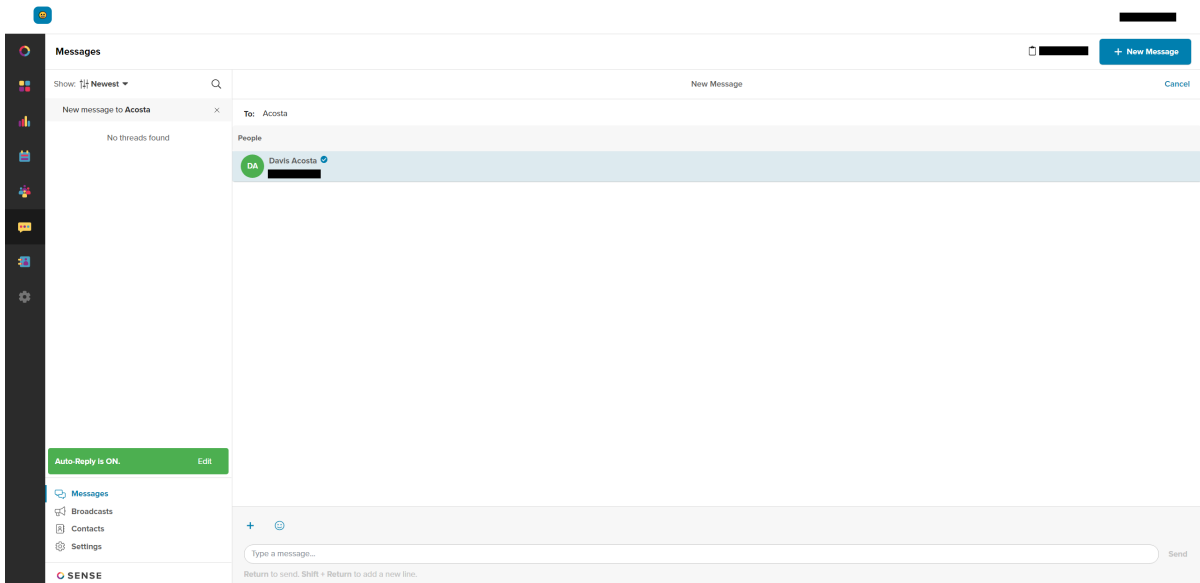 Messages
+ New Message
Show: Newest
New Message
Cancel
New message to Acosta ×
To: Acosta
No threads found
People
DA
Davis Acosta
Auto-Reply is ON. Edit
Messages
Broadcasts
Contacts
Settings
SENSE
Type a message...
Send
Return to send. Shift + Return to add a new line.